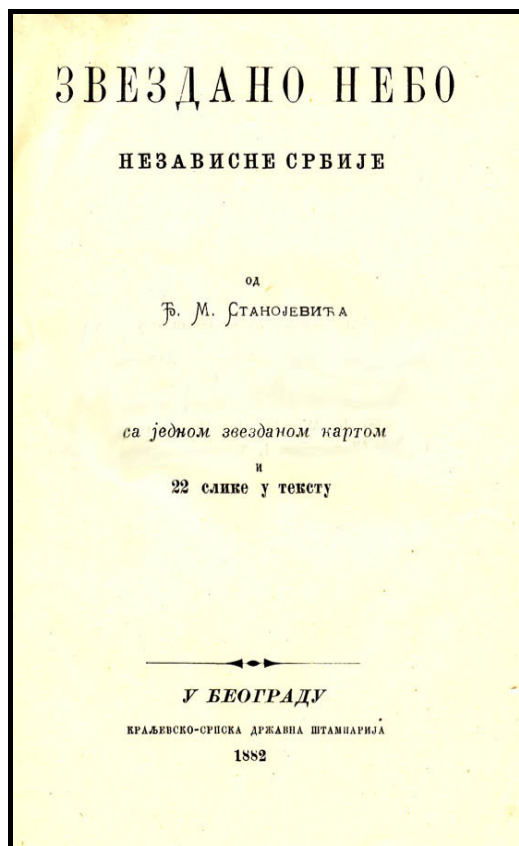 ЗВЕЗДАНО НЕБО
НЕЗАВИСНЕ СРБИЈЕ
ОД
Ђ. М. СТАНОЈЕВИЋА
са једном звезданом картом
и
22 слике у тексту
У БЕОГРАДУ
КРАЉЕВСКО-СРПСКА ДРЖАВНА ШТАМПАРИЈА
1882